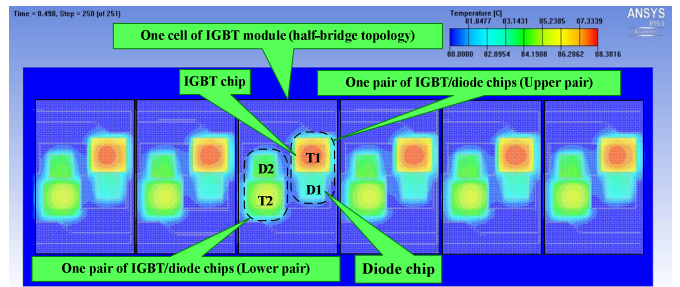 Time = 0.498, Step = 250 (of 251)
Temperature [C]
81.0477 83.1431 85.2385 87.3339
80.0000 82.0954 84.1908 86.2862 88.3816
ANSYS
R15.0
Academic
One cell of IGBT module (half-bridge topology)
IGBT chip
One pair of IGBT/diode chips (Upper pair)
T1
D2
D1
T2
One pair of IGBT/diode chips (Lower pair)
Diode chip